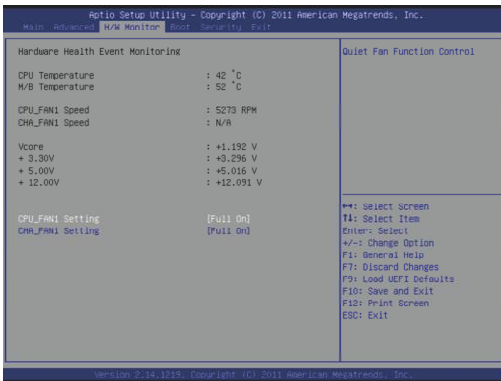 Aptio Setup Utility - Copyright (C) 2011 American Megatrends, Inc.
Main Advanced H/W Monitor Boot Security Exit
Hardware Health Event Monitoring
CPU Temperature : 42 °C
M/B Temperature : 52 °C
CPU_FAN1 Speed : 5273 RPM
CHA_FAN1 Speed : N/A
Vcore : +1.192 V
+ 3.30V : +3.296 V
+ 5.00V : +5.016 V
+ 12.00V : +12.091 V
CPU_FAN1 Setting [Full On]
CHA_FAN1 Setting [Full On]
Quiet Fan Function Control
↔: Select Screen
↑↓: Select Item
Enter: Select
+/-: Change Option
F1: General Help
F7: Discard Changes
F9: Load UEFI Defaults
F10: Save and Exit
F12: Print Screen
ESC: Exit
Version 2.14.1219. Copyright (C) 2011 American Megatrends, Inc.